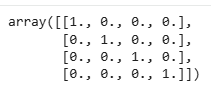 array([[1., 0., 0., 0.],
       [0., 1., 0., 0.],
       [0., 0., 1., 0.],
       [0., 0., 0., 1.]])